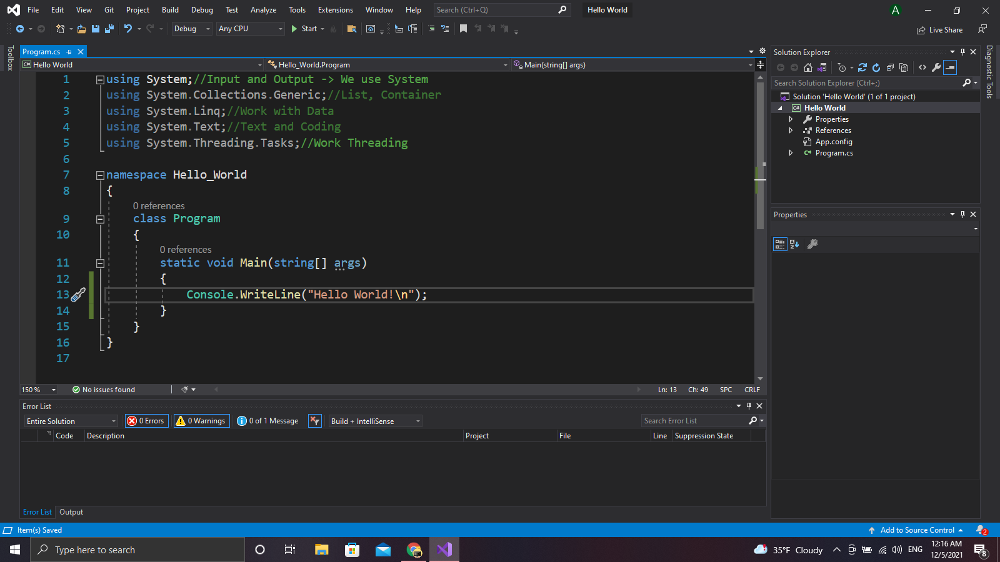 File Edit View Git Project Build Debug Test Analyze Tools Extensions Window Help Search (Ctrl+Q) Hello World A
Debug Any CPU Start Live Share
Toolbox
Program.cs
Hello World Hello_World.Program Main(string[] args)
1 using System;//Input and Output -> We use System
2 using System.Collections.Generic;//List, Container
3 using System.Linq;//Work with Data
4 using System.Text;//Text and Coding
5 using System.Threading.Tasks;//Work Threading
6
7 namespace Hello_World
8 {
0 references
9 class Program
10 {
0 references
11 static void Main(string[] args)
12 {
13 Console.WriteLine("Hello World!\n");
14 }
15 }
16 }
17
150 % No issues found Ln: 13 Ch: 49 SPC CRLF
Error List
Entire Solution 0 Errors 0 Warnings 0 of 1 Message Build + IntelliSense Search Error List
Code Description Project File Line Suppression State
Error List Output
Solution Explorer
Search Solution Explorer (Ctrl+;)
Solution 'Hello World' (1 of 1 project)
C# Hello World
Properties
References
App.config
C# Program.cs
Properties
Diagnostic Tools
Item(s) Saved Add to Source Control 2
Type here to search 35°F Cloudy ENG 12:16 AM
12/5/2021 8